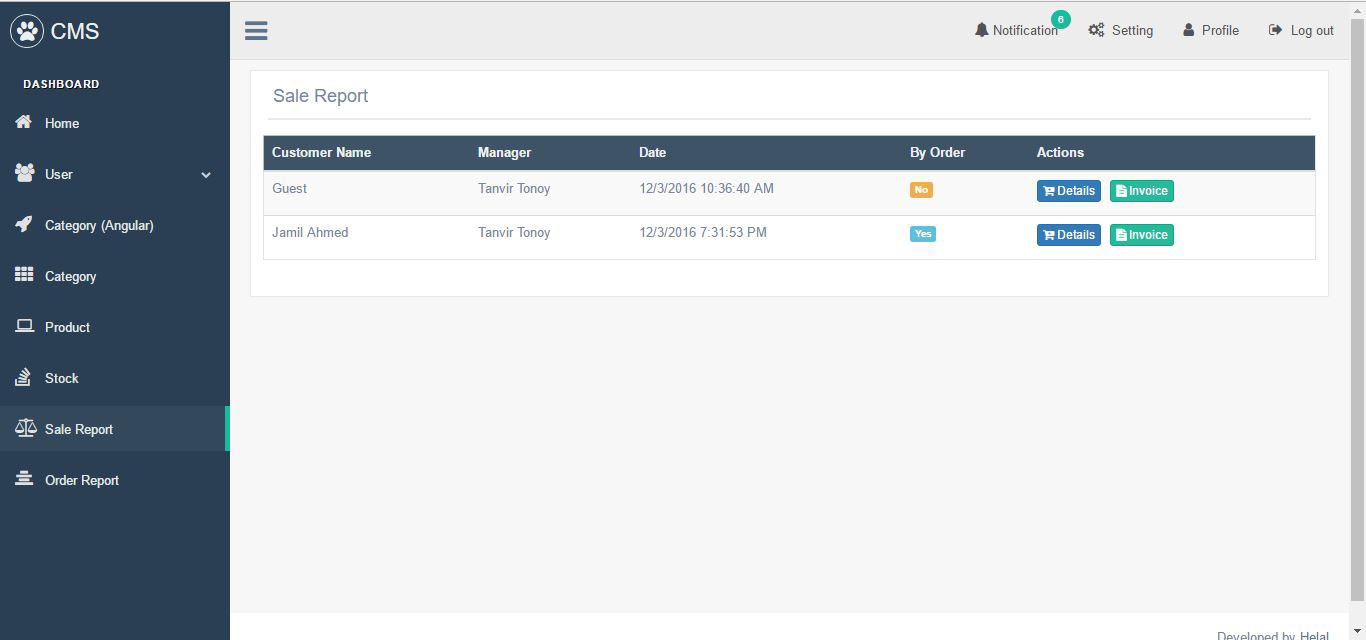 CMS
Notification 6 Setting Profile Log out
DASHBOARD
Home
User
Category (Angular)
Category
Product
Stock
Sale Report
Order Report
Sale Report
Customer Name Manager Date By Order Actions
Guest Tanvir Tonoy 12/3/2016 10:36:40 AM No Details Invoice
Jamil Ahmed Tanvir Tonoy 12/3/2016 7:31:53 PM Yes Details Invoice
Developed by Helal